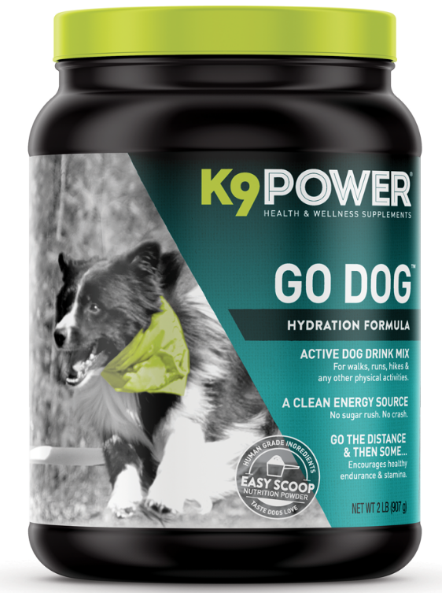 K9POWER®
HEALTH & WELLNESS SUPPLEMENTS
GO DOG™
HYDRATION FORMULA
ACTIVE DOG DRINK MIX
For walks, runs, hikes &
any other physical activities.
A CLEAN ENERGY SOURCE
No sugar rush. No crash.
GO THE DISTANCE
& THEN SOME...
Encourages healthy
endurance & stamina.
HUMAN GRADE INGREDIENTS
EASY SCOOP
NUTRITION POWDER
TASTE DOGS LOVE
NET WT 2 LB (907 g)